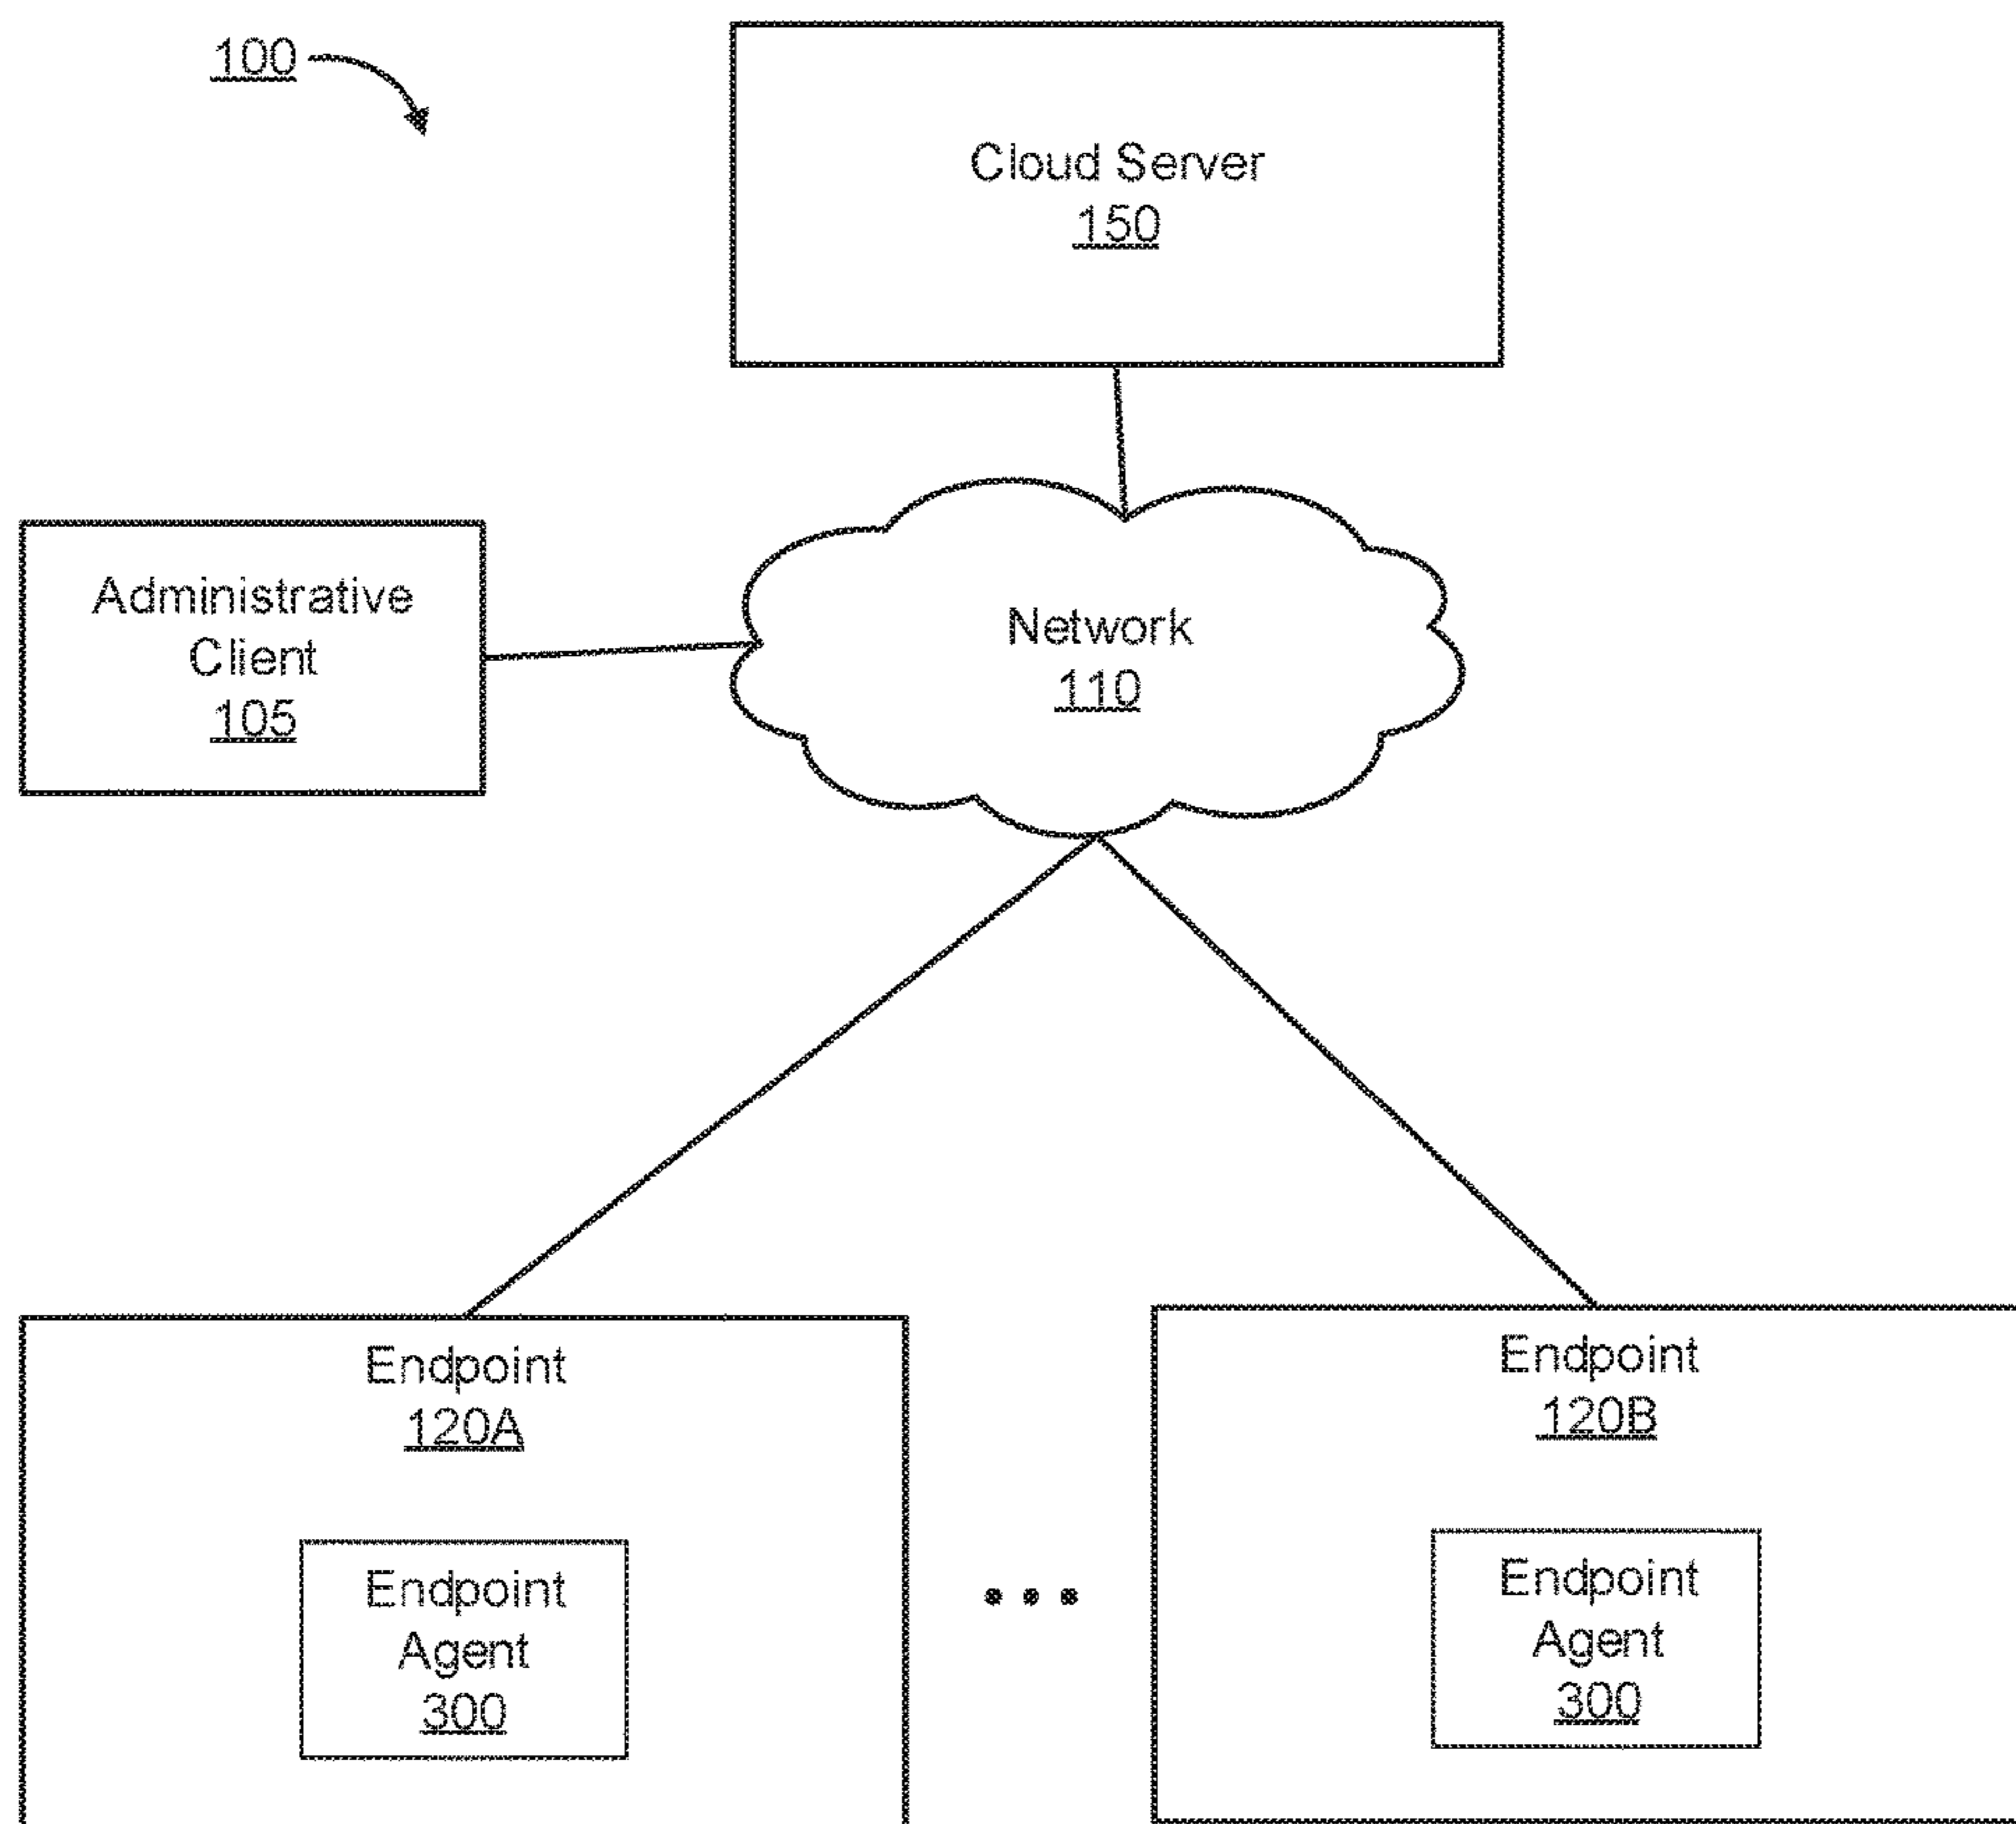 100
Cloud Server
150
Administrative
Client
105
Network
110
Endpoint
120A
Endpoint
Agent
300
...
Endpoint
120B
Endpoint
Agent
300